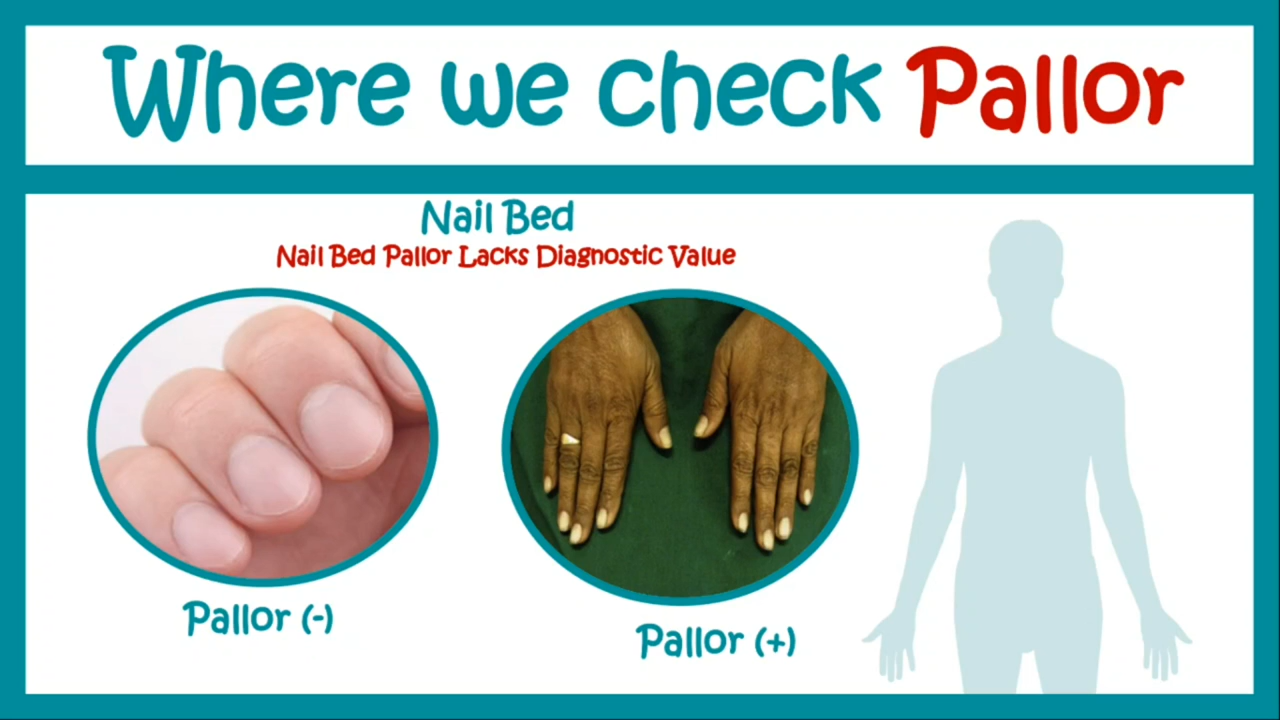 Where we check Pallor
Nail Bed
Nail Bed Pallor Lacks Diagnostic Value
Pallor (-)
Pallor (+)